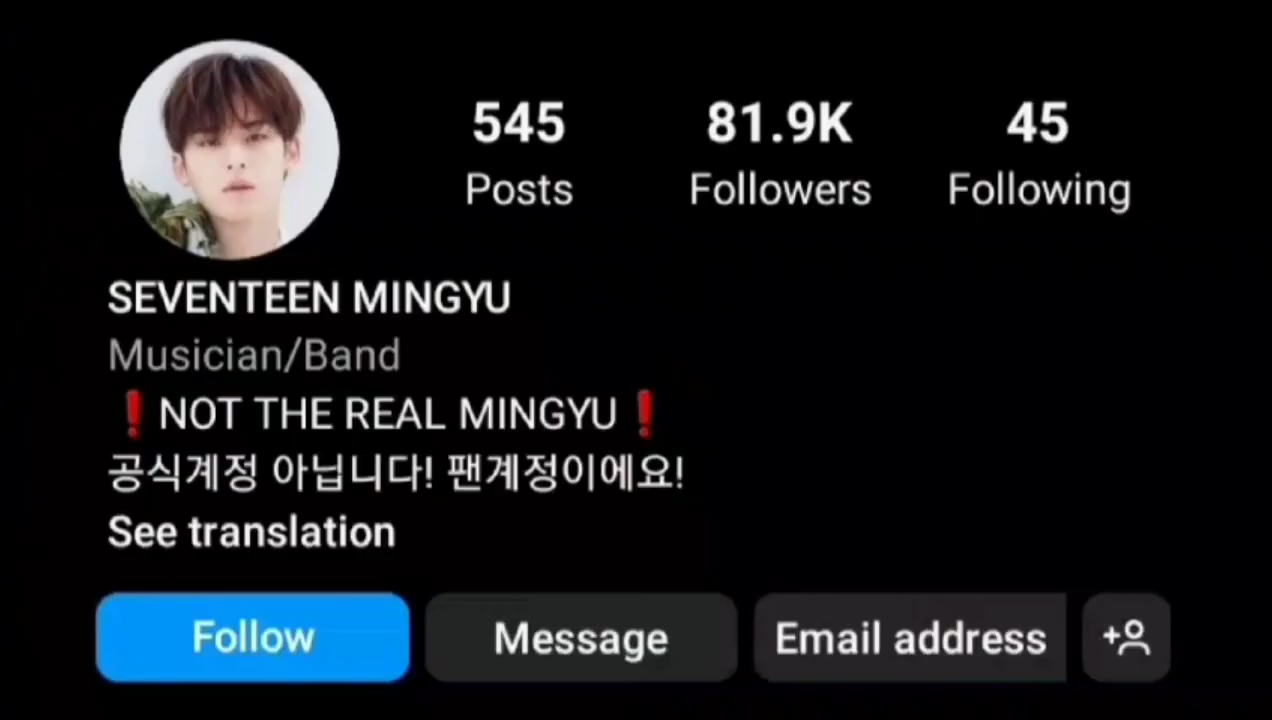 545 81.9K 45
Posts Followers Following
SEVENTEEN MINGYU
Musician/Band
❗NOT THE REAL MINGYU❗
공식계정 아닙니다! 팬계정이에요!
See translation
Follow Message Email address